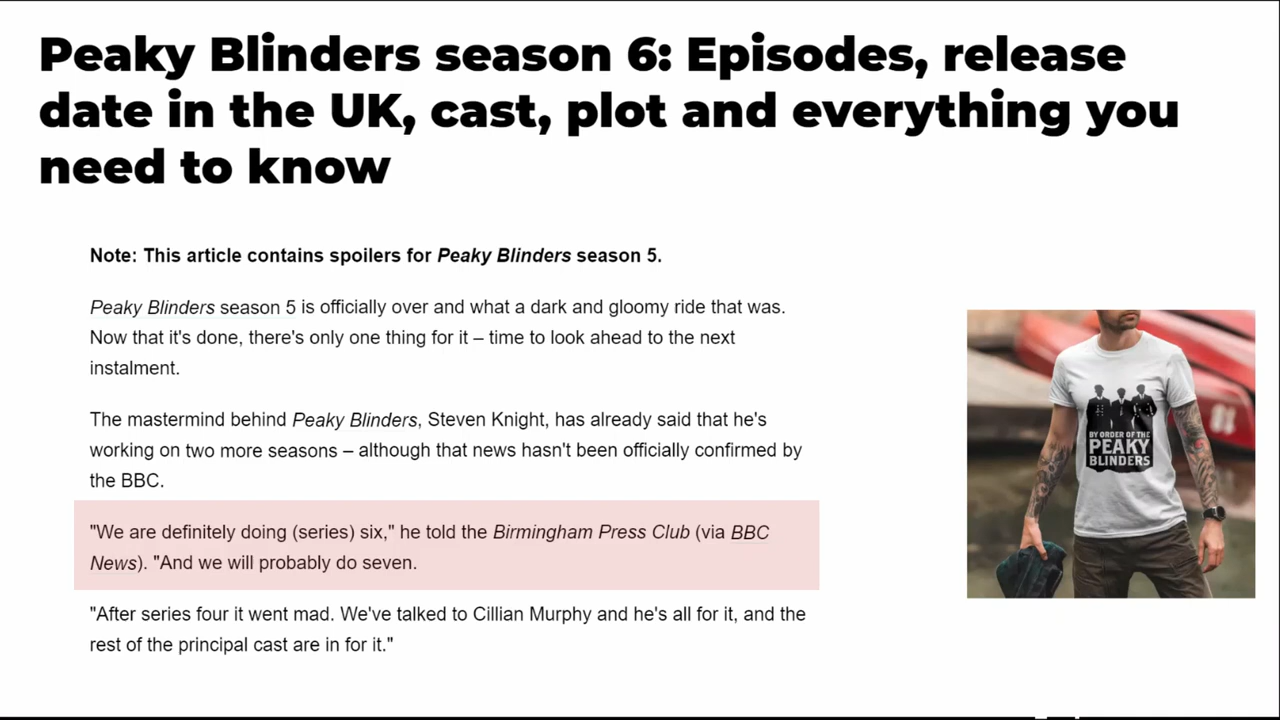 Peaky Blinders season 6: Episodes, release
date in the UK, cast, plot and everything you
need to know
Note: This article contains spoilers for Peaky Blinders season 5.
Peaky Blinders season 5 is officially over and what a dark and gloomy ride that was.
Now that it's done, there's only one thing for it – time to look ahead to the next
instalment.
The mastermind behind Peaky Blinders, Steven Knight, has already said that he's
working on two more seasons – although that news hasn't been officially confirmed by
the BBC.
"We are definitely doing (series) six," he told the Birmingham Press Club (via BBC
News). "And we will probably do seven.
"After series four it went mad. We've talked to Cillian Murphy and he's all for it, and the
rest of the principal cast are in for it."
BY ORDER OF THE
PEAKY
BLINDERS